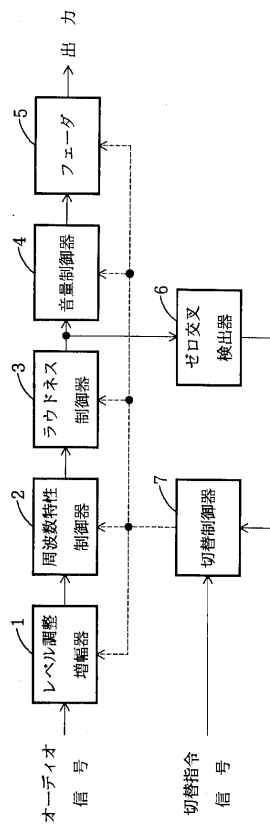 オーディオ
信号
1
レベル調整
増幅器
2
周波数特性
制御器
3
ラウドネス
制御器
4
音量制御器
5
フェーダ
出力
切替指令
信号
7
切替制御器
6
ゼロ交叉
検出器